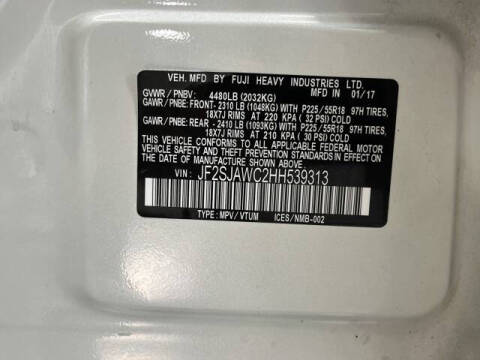 VEH. MFD BY FUJI HEAVY INDUSTRIES LTD.
MFD IN 01/17
GVWR / PNBV: 4480LB (2032KG)
GAWR / PNBE: FRONT- 2310 LB (1048KG) WITH P225/55R18 97H TIRES,
18X7J RIMS AT 220 KPA ( 32 PSI) COLD
GAWR / PNBE: REAR - 2410 LB (1093KG) WITH P225/55R18 97H TIRES,
18X7J RIMS AT 210 KPA ( 30 PSI) COLD
THIS VEHICLE CONFORMS TO ALL APPLICABLE FEDERAL MOTOR
VEHICLE SAFETY STANDARDS IN EFFECT ON THE DATE OF
MANUFACTURE SHOWN ABOVE.
VIN: JF2SJAWC2HH539313
TYPE: MPV / VTUM ICES/NMB-002